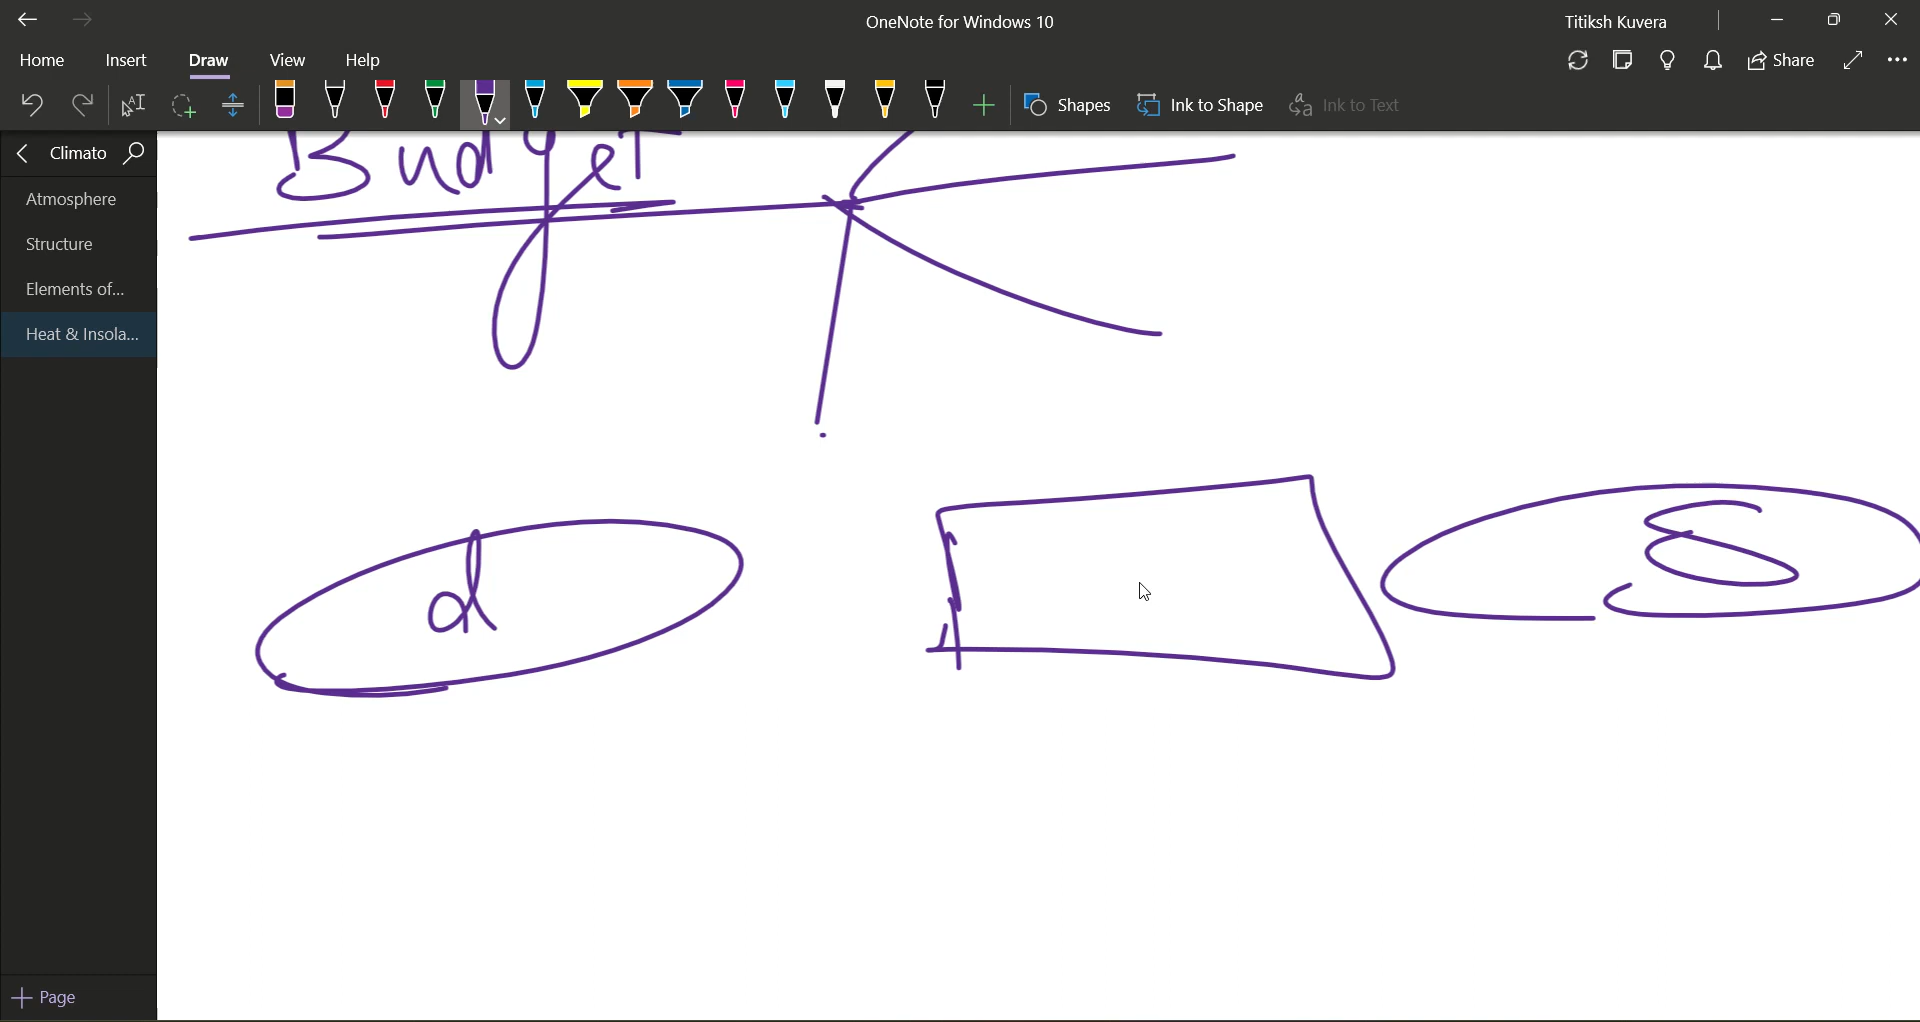 OneNote for Windows 10
Titiksh Kuvera
Home Insert Draw View Help
Share
Shapes Ink to Shape Ink to Text
Climato
Atmosphere
Structure
Elements of...
Heat & Insola...
Budget
d
8
Page